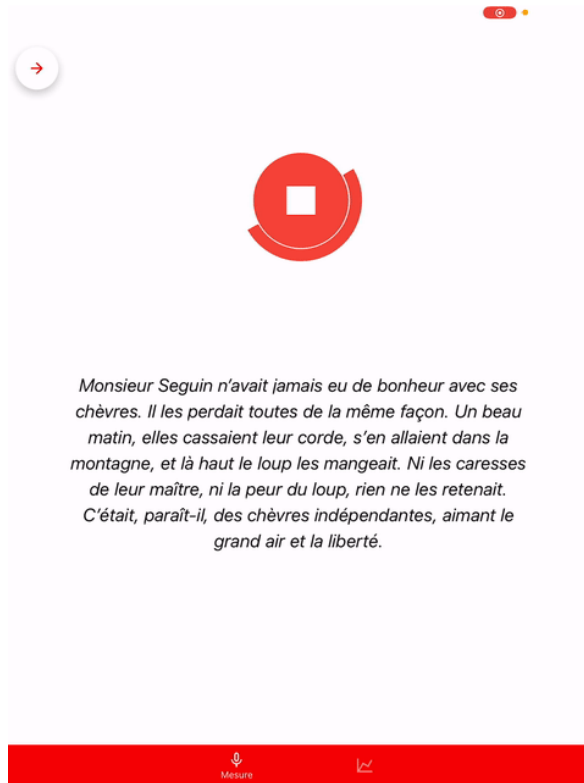 Monsieur Seguin n’avait jamais eu de bonheur avec ses
chèvres. Il les perdait toutes de la même façon. Un beau
matin, elles cassaient leur corde, s’en allaient dans la
montagne, et là haut le loup les mangeait. Ni les caresses
de leur maître, ni la peur du loup, rien ne les retenait.
C’était, paraît-il, des chèvres indépendantes, aimant le
grand air et la liberté.
Mesure